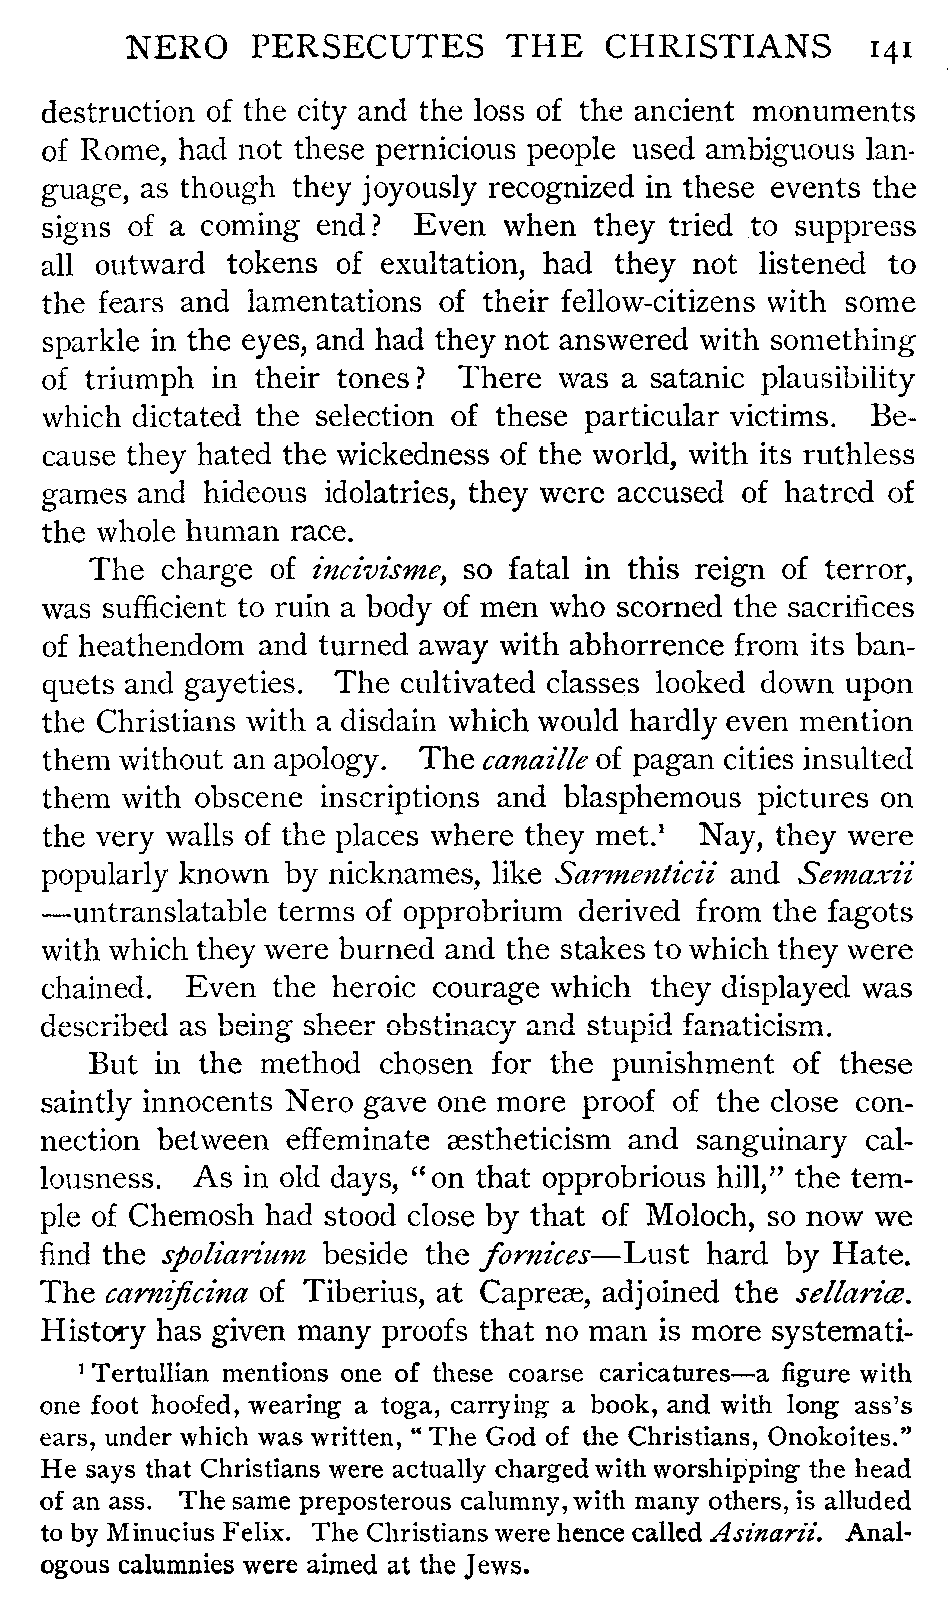 NERO PERSECUTES THE CHRISTIANS 141
destruction of the city and the loss of the ancient monuments
of Rome, had not these pernicious people used ambiguous lan-
guage, as though they joyously recognized in these events the
signs of a coming end? Even when they tried to suppress
all outward tokens of exultation, had they not listened to
the fears and lamentations of their fellow-citizens with some
sparkle in the eyes, and had they not answered with something
of triumph in their tones? There was a satanic plausibility
which dictated the selection of these particular victims. Be-
cause they hated the wickedness of the world, with its ruthless
games and hideous idolatries, they were accused of hatred of
the whole human race.
The charge of incivisme, so fatal in this reign of terror,
was sufficient to ruin a body of men who scorned the sacrifices
of heathendom and turned away with abhorrence from its ban-
quets and gayeties. The cultivated classes looked down upon
the Christians with a disdain which would hardly even mention
them without an apology. The canaille of pagan cities insulted
them with obscene inscriptions and blasphemous pictures on
the very walls of the places where they met.¹ Nay, they were
popularly known by nicknames, like Sarmenticii and Semaxii
—untranslatable terms of opprobrium derived from the fagots
with which they were burned and the stakes to which they were
chained. Even the heroic courage which they displayed was
described as being sheer obstinacy and stupid fanaticism.
But in the method chosen for the punishment of these
saintly innocents Nero gave one more proof of the close con-
nection between effeminate æstheticism and sanguinary cal-
lousness. As in old days, "on that opprobrious hill," the tem-
ple of Chemosh had stood close by that of Moloch, so now we
find the spoliarium beside the fornices—Lust hard by Hate.
The carnificina of Tiberius, at Capreæ, adjoined the sellariæ.
History has given many proofs that no man is more systemati-
¹ Tertullian mentions one of these coarse caricatures—a figure with
one foot hoofed, wearing a toga, carrying a book, and with long ass's
ears, under which was written, "The God of the Christians, Onokoites."
He says that Christians were actually charged with worshipping the head
of an ass. The same preposterous calumny, with many others, is alluded
to by Minucius Felix. The Christians were hence called Asinarii. Anal-
ogous calumnies were aimed at the Jews.